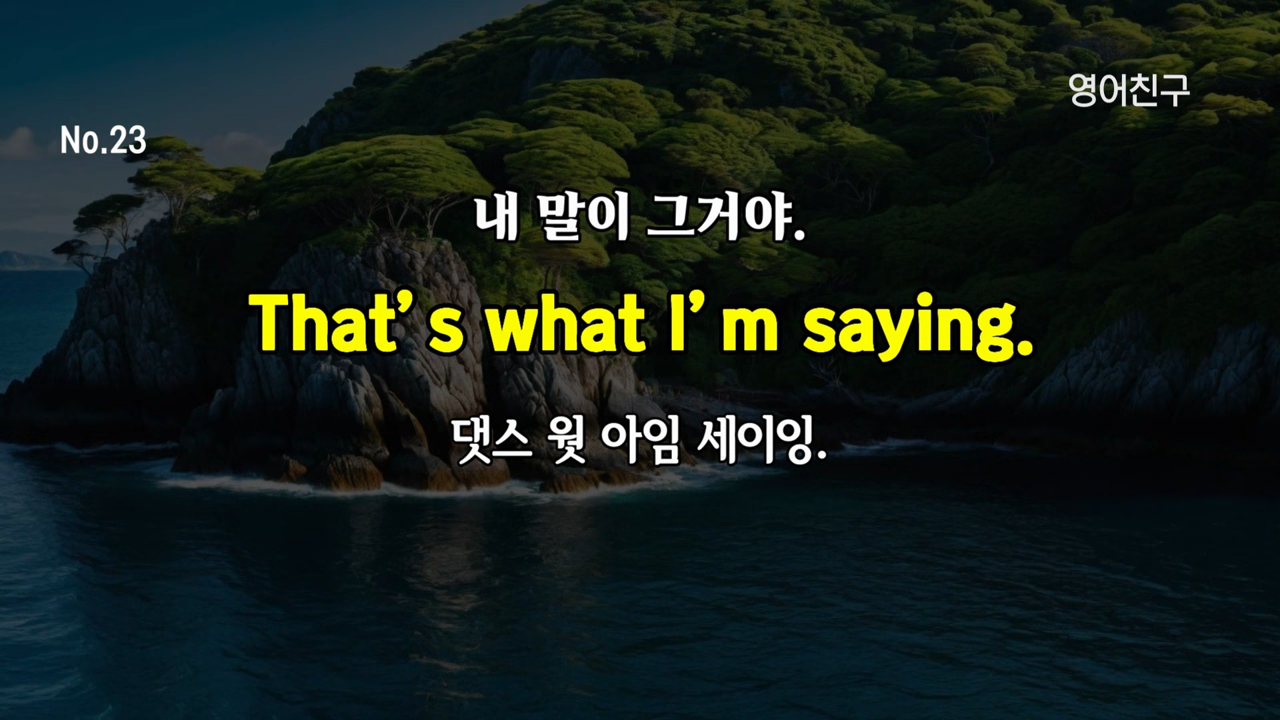 영어친구
No.23
내 말이 그거야.
That's what I'm saying.
댓스 웟 아임 세이잉.